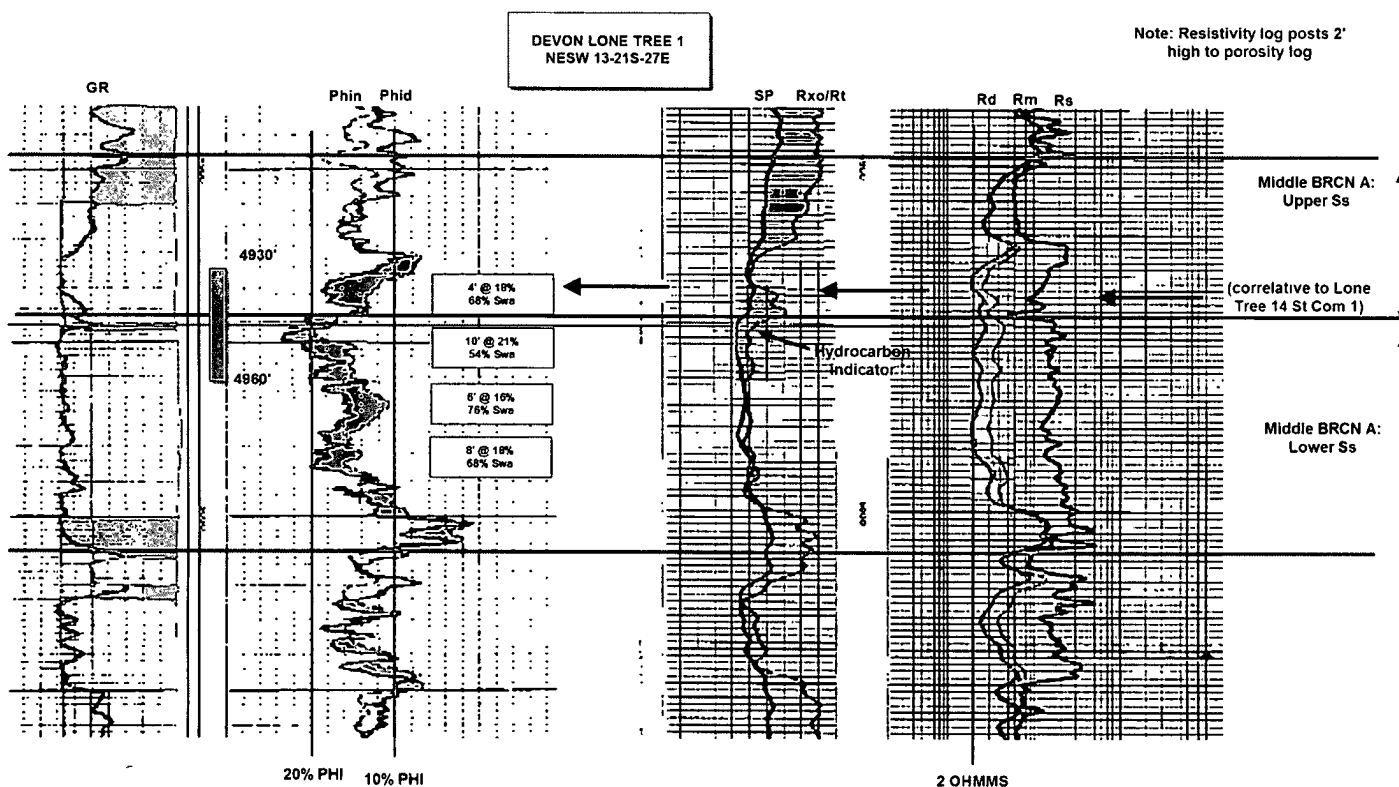 DEVON LONE TREE 1
NESW 13-21S-27E
Note: Resistivity log posts 2'
high to porosity log
GR
Phin Phid
SP Rxo/Rt
Rd Rm Rs
Middle BRCN A:
Upper Ss
4930'
4' @ 18%
68% Swa
(correlative to Lone
Tree 14 St Com 1)
10' @ 21%
54% Swa
Hydrocarbon
Indicator
4960'
6' @ 16%
76% Swa
Middle BRCN A:
Lower Ss
8' @ 18%
68% Swa
20% PHI 10% PHI
2 OHMMS